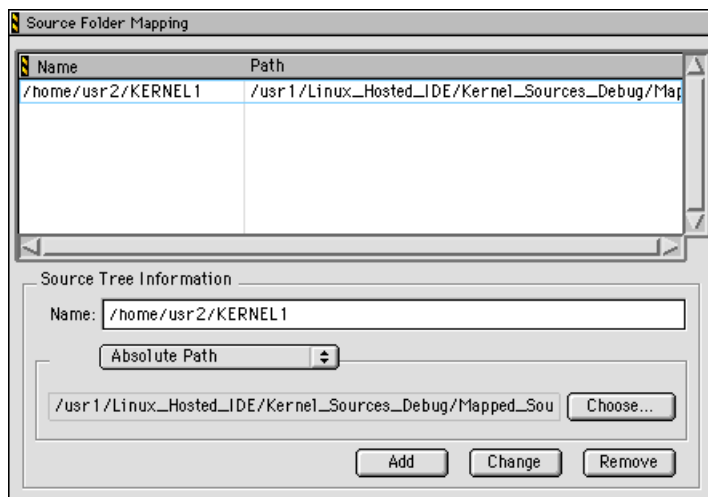 Source Folder Mapping
Name Path
/home/usr2/KERNEL1 /usr1/Linux_Hosted_IDE/Kernel_Sources_Debug/Map
Source Tree Information
Name: /home/usr2/KERNEL1
Absolute Path
/usr1/Linux_Hosted_IDE/Kernel_Sources_Debug/Mapped_Sou Choose...
Add Change Remove